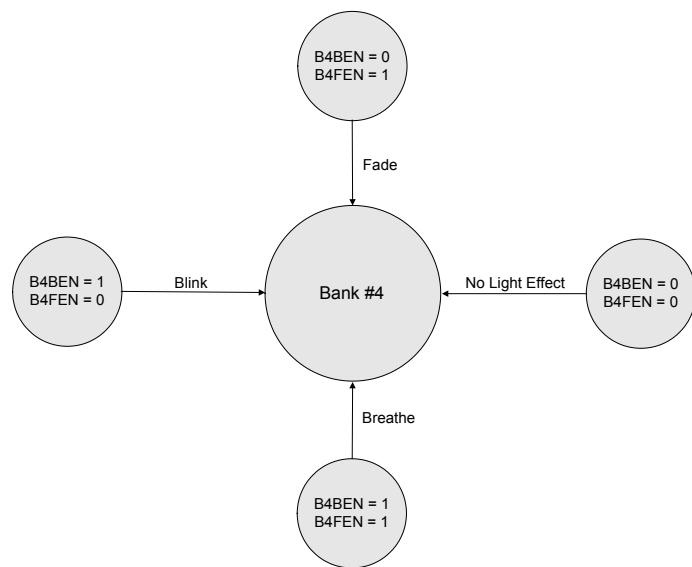 B4BEN = 0
B4FEN = 1
Fade
B4BEN = 1
B4FEN = 0
Blink
Bank #4
No Light Effect
B4BEN = 0
B4FEN = 0
Breathe
B4BEN = 1
B4FEN = 1